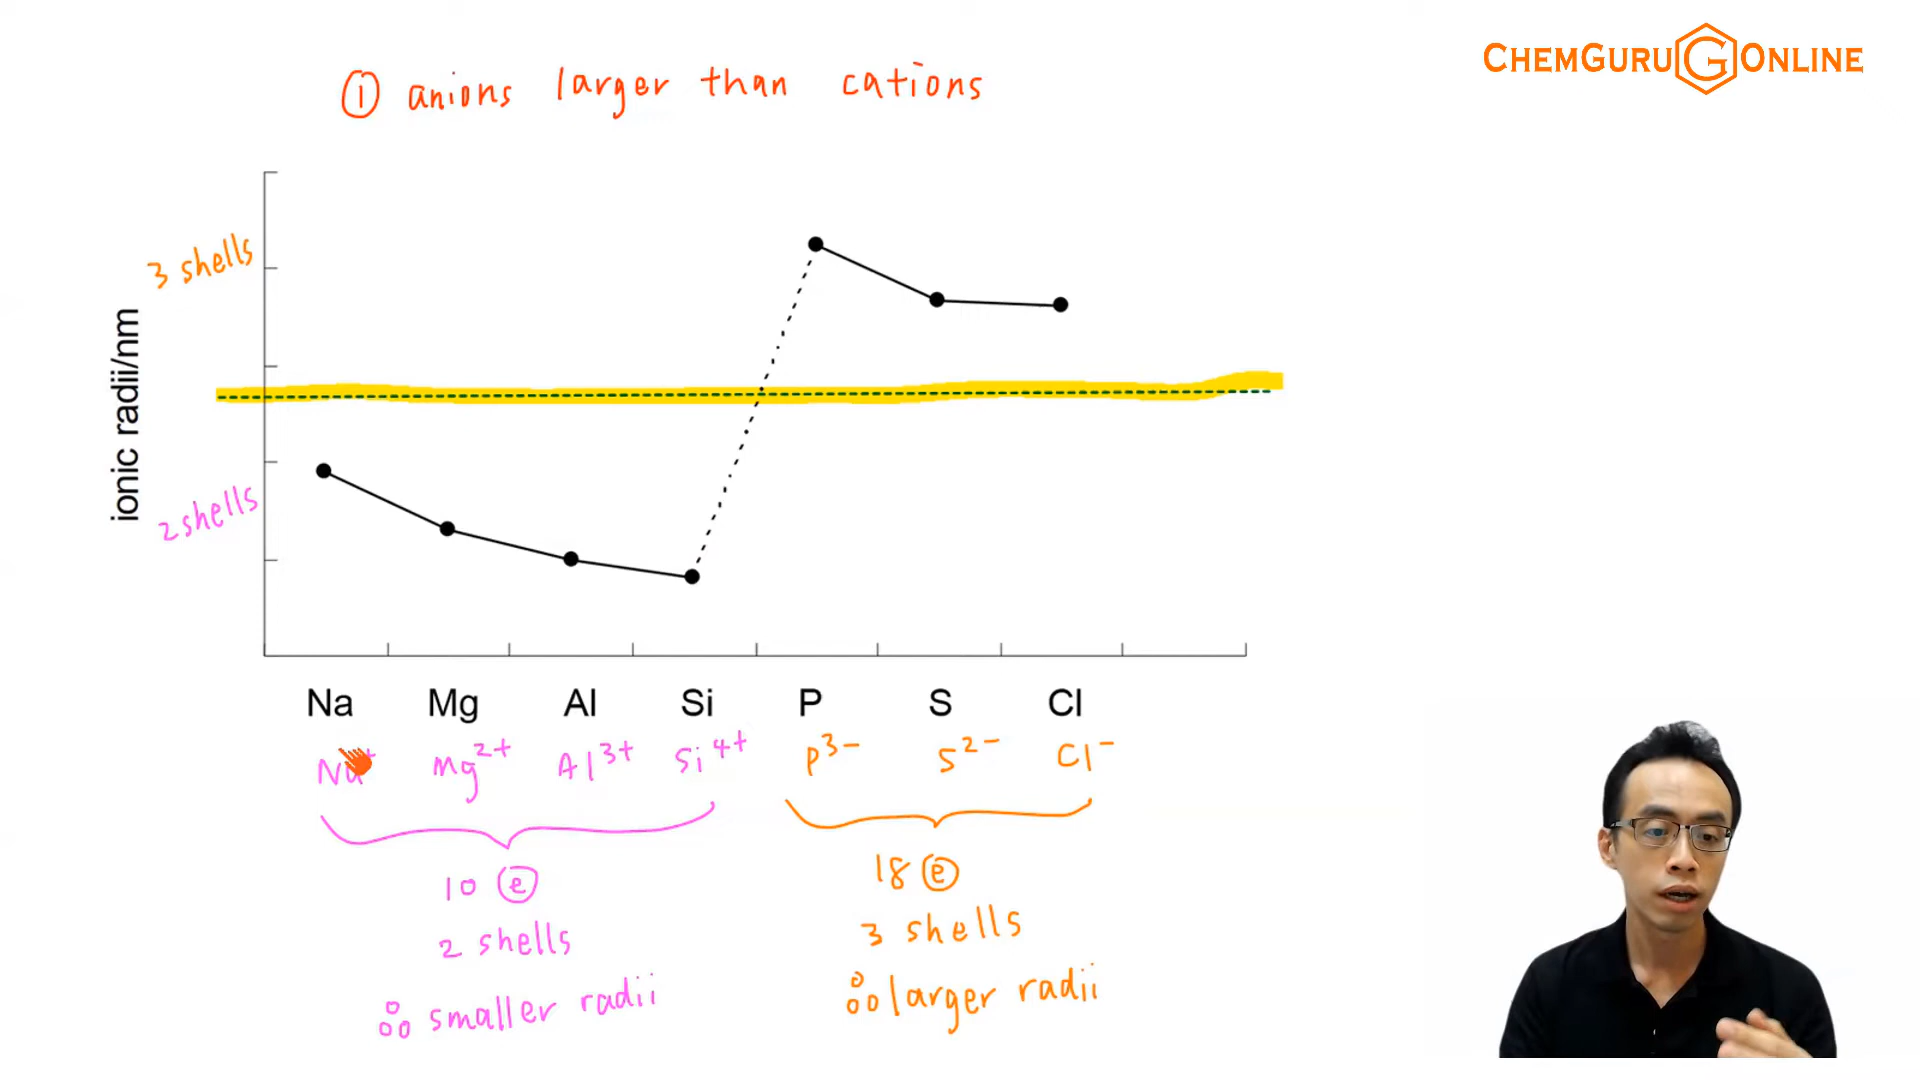 CHEMGURU G ONLINE
① anions larger than cations
3 shells
ionic radii/nm
2 shells
Na Mg Al Si P S Cl
Na⁺ Mg²⁺ Al³⁺ Si⁴⁺ P³⁻ S²⁻ Cl⁻
10 ⓔ 18 ⓔ
2 shells 3 shells
∴ smaller radii ∴ larger radii